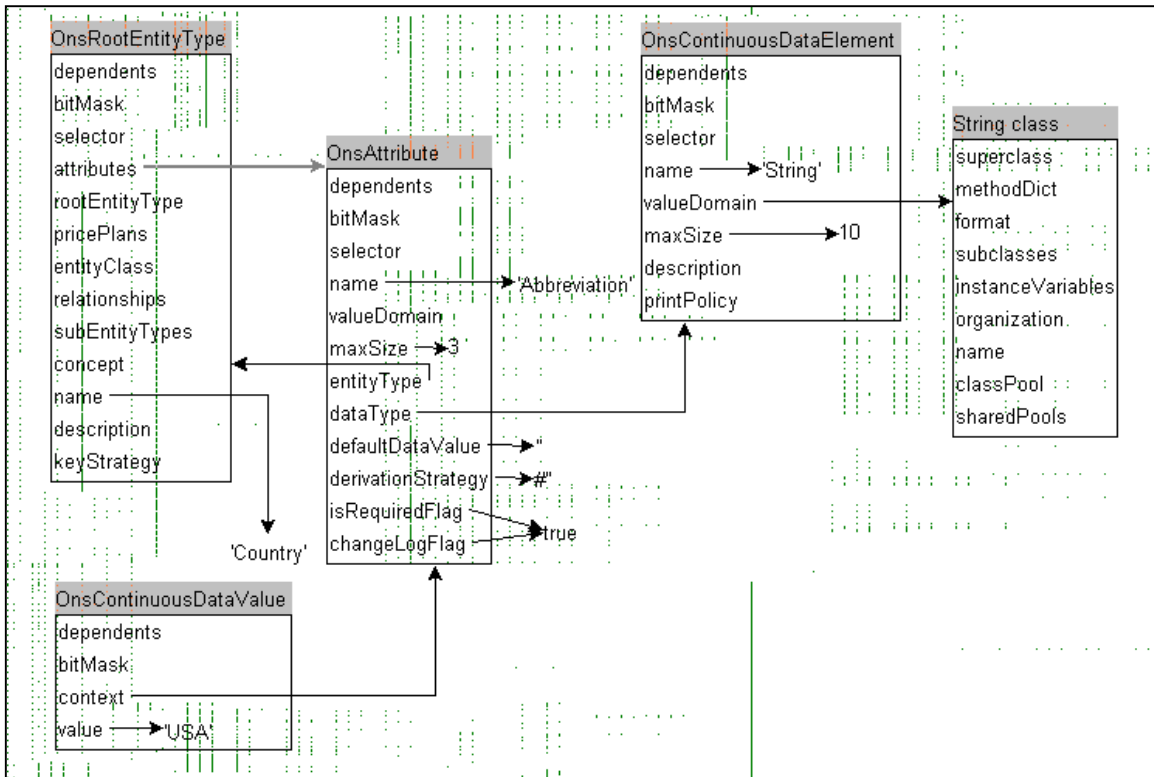 OnsRootEntityType
dependents
bitMask
selector
attributes
rootEntityType
pricePlans
entityClass
relationships
subEntityTypes
concept
name
description
keyStrategy
'Country'
OnsAttribute
dependents
bitMask
selector
name 'Abbreviation'
valueDomain
maxSize 3
entityType
dataType
defaultDataValue ''
derivationStrategy #''
isRequiredFlag
changeLogFlag
true
OnsContinuousDataElement
dependents
bitMask
selector
name 'String'
valueDomain
maxSize 10
description
printPolicy
String class
superclass
methodDict
format
subclasses
instanceVariables
organization
name
classPool
sharedPools
OnsContinuousDataValue
dependents
bitMask
context
value 'USA'